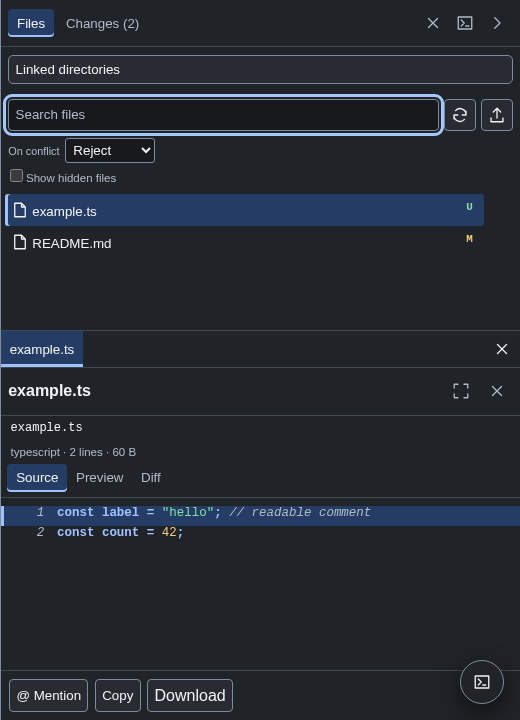 Files Changes (2)
Linked directories
Search files
On conflict Reject
Show hidden files
example.ts U
README.md M
example.ts
example.ts
example.ts
typescript · 2 lines · 60 B
Source Preview Diff
1 const label = "hello"; // readable comment
2 const count = 42;
@ Mention Copy Download